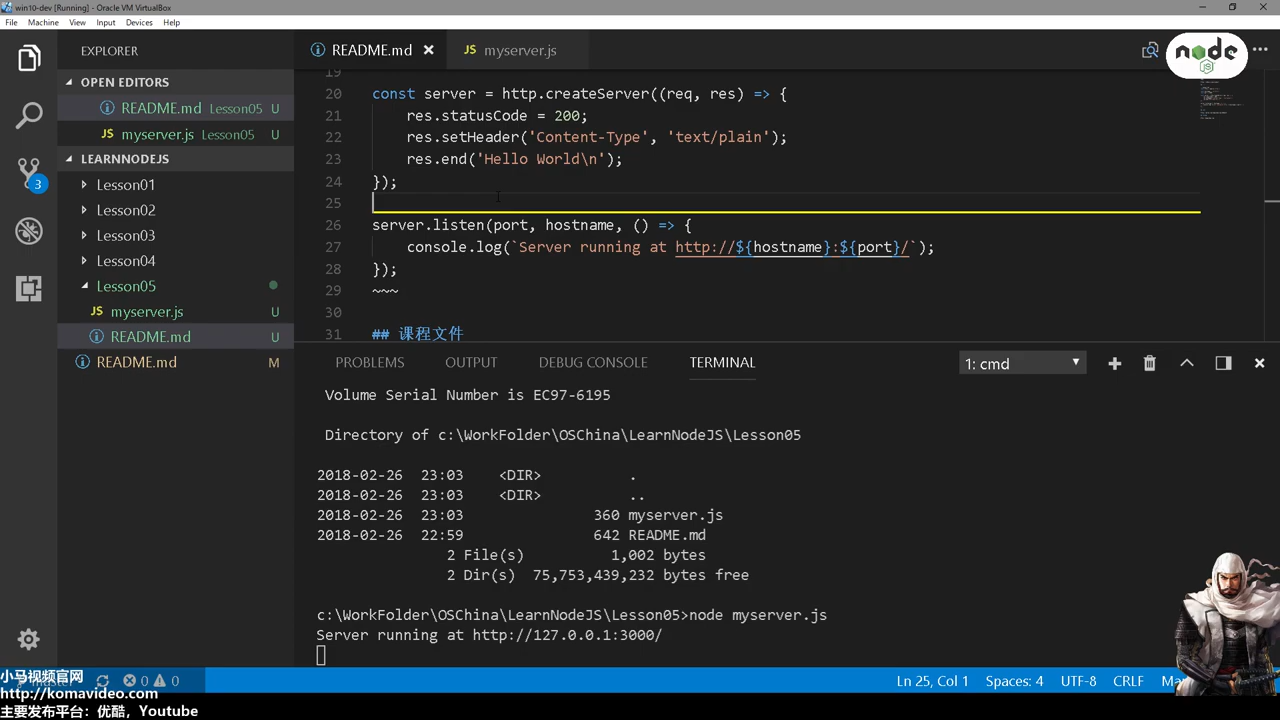 win10-dev [Running] - Oracle VM VirtualBox
File Machine View Input Devices Help
EXPLORER
OPEN EDITORS
README.md Lesson05 U
myserver.js Lesson05 U
LEARNNODEJS
Lesson01
Lesson02
Lesson03
Lesson04
Lesson05
JS myserver.js U
README.md U
README.md M
3
README.md
JS myserver.js
node
JS
19
20 const server = http.createServer((req, res) => {
21 res.statusCode = 200;
22 res.setHeader('Content-Type', 'text/plain');
23 res.end('Hello World\n');
24 });
25
26 server.listen(port, hostname, () => {
27 console.log(`Server running at http://${hostname}:${port}/`);
28 });
29 ~~~
30
31 ## 课程文件
PROBLEMS OUTPUT DEBUG CONSOLE TERMINAL 1: cmd
Volume Serial Number is EC97-6195
Directory of c:\WorkFolder\OSChina\LearnNodeJS\Lesson05
2018-02-26 23:03 <DIR> .
2018-02-26 23:03 <DIR> ..
2018-02-26 23:03 360 myserver.js
2018-02-26 22:59 642 README.md
2 File(s) 1,002 bytes
2 Dir(s) 75,753,439,232 bytes free
c:\WorkFolder\OSChina\LearnNodeJS\Lesson05>node myserver.js
Server running at http://127.0.0.1:3000/
0 0 Ln 25, Col 1 Spaces: 4 UTF-8 CRLF
小马视频官网
http://komavideo.com
主要发布平台：优酷，Youtube